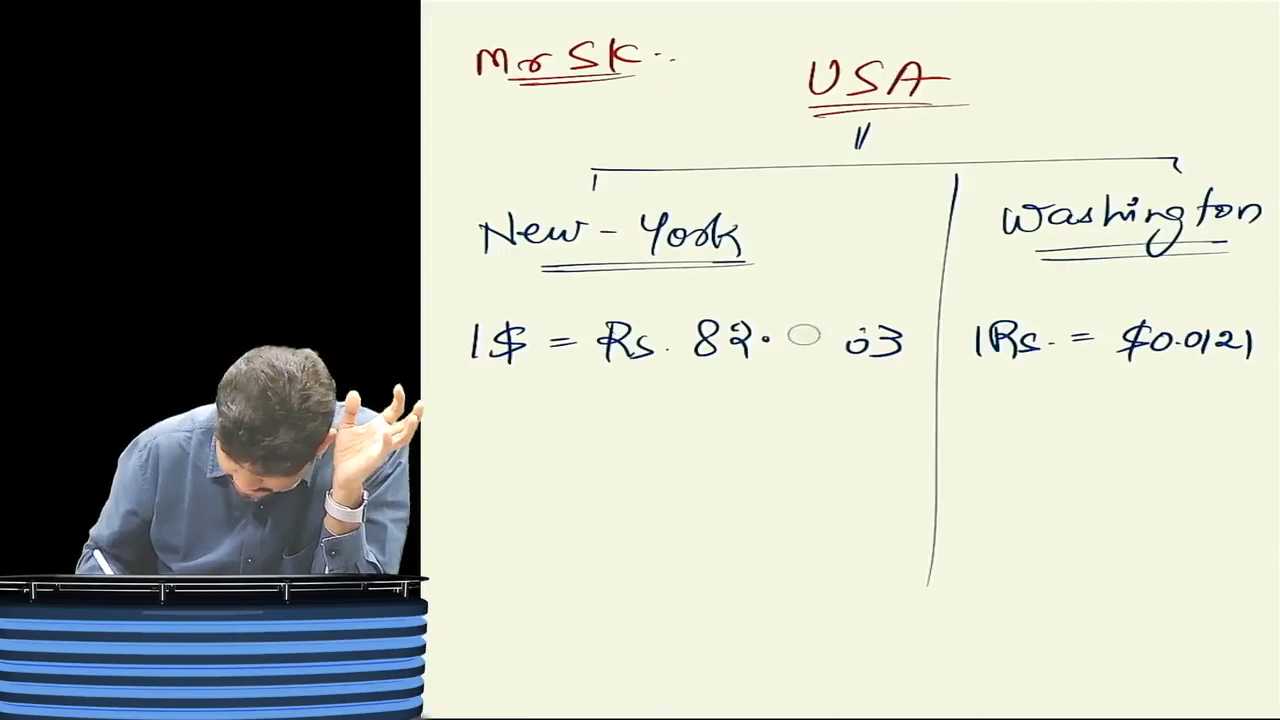 Mr SK..
USA
New-York
Washington
1$ = Rs. 82. 03
1Rs. = $0.0121